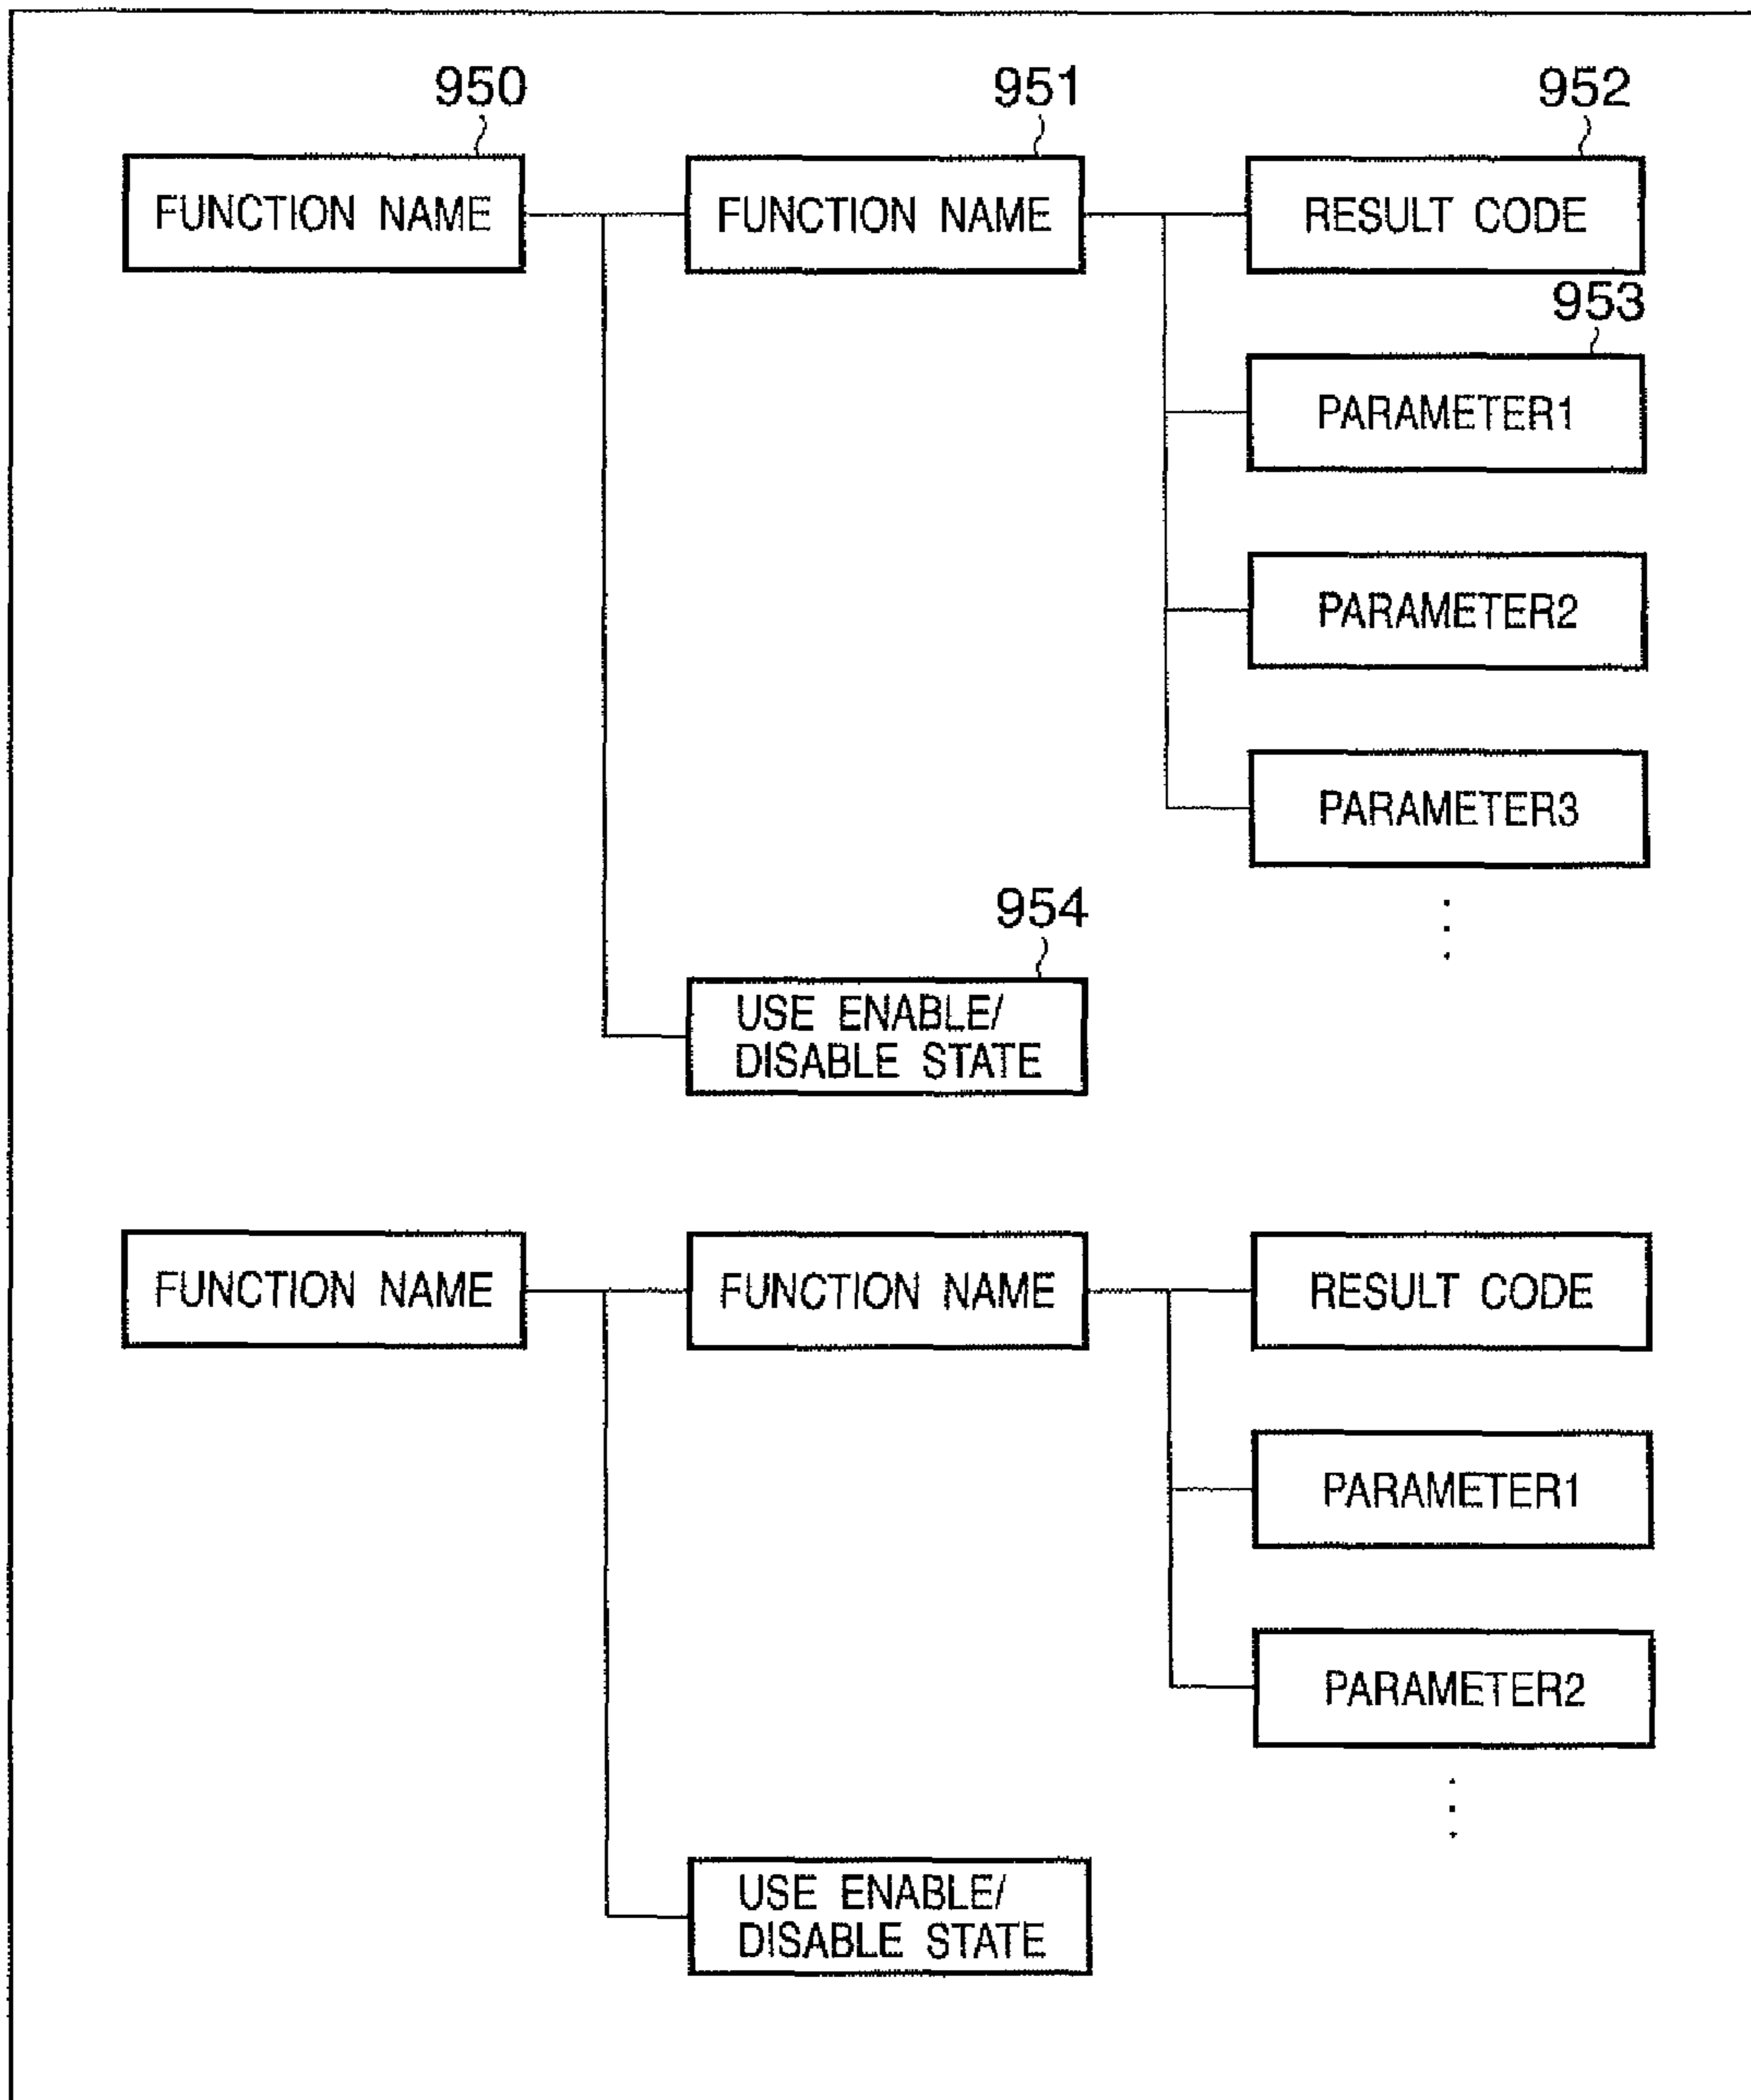 950
951
952
FUNCTION NAME
FUNCTION NAME
RESULT CODE
953
PARAMETER1
PARAMETER2
PARAMETER3
954
USE ENABLE/
DISABLE STATE
FUNCTION NAME
FUNCTION NAME
RESULT CODE
PARAMETER1
PARAMETER2
USE ENABLE/
DISABLE STATE